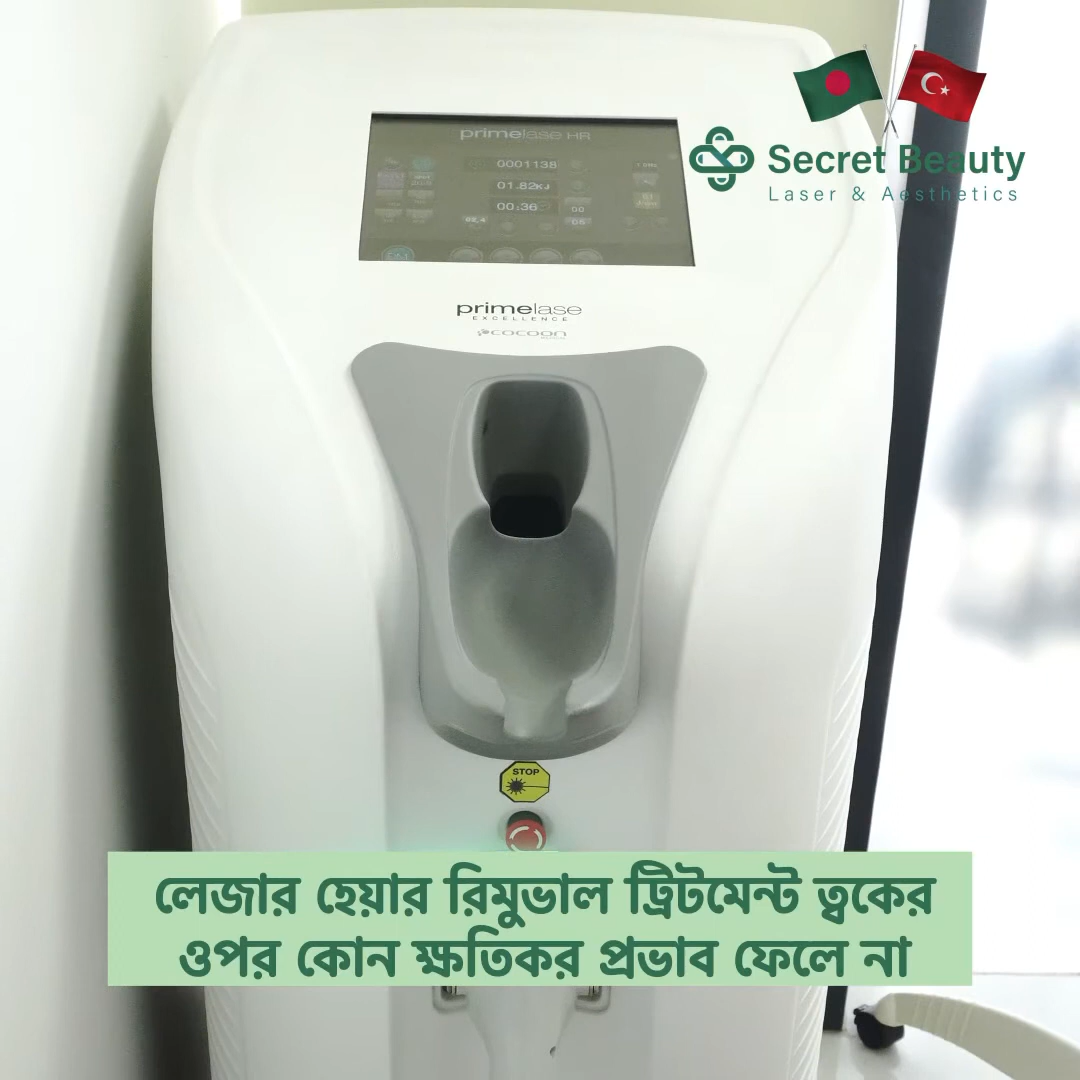 Secret Beauty
Laser & Aesthetics
primelase HR
0001138
01.82KJ
00:36
primelase
EXCELLENCE
cocoon
STOP
লেজার হেয়ার রিমুভাল ট্রিটমেন্ট ত্বকের
ওপর কোন ক্ষতিকর প্রভাব ফেলে না